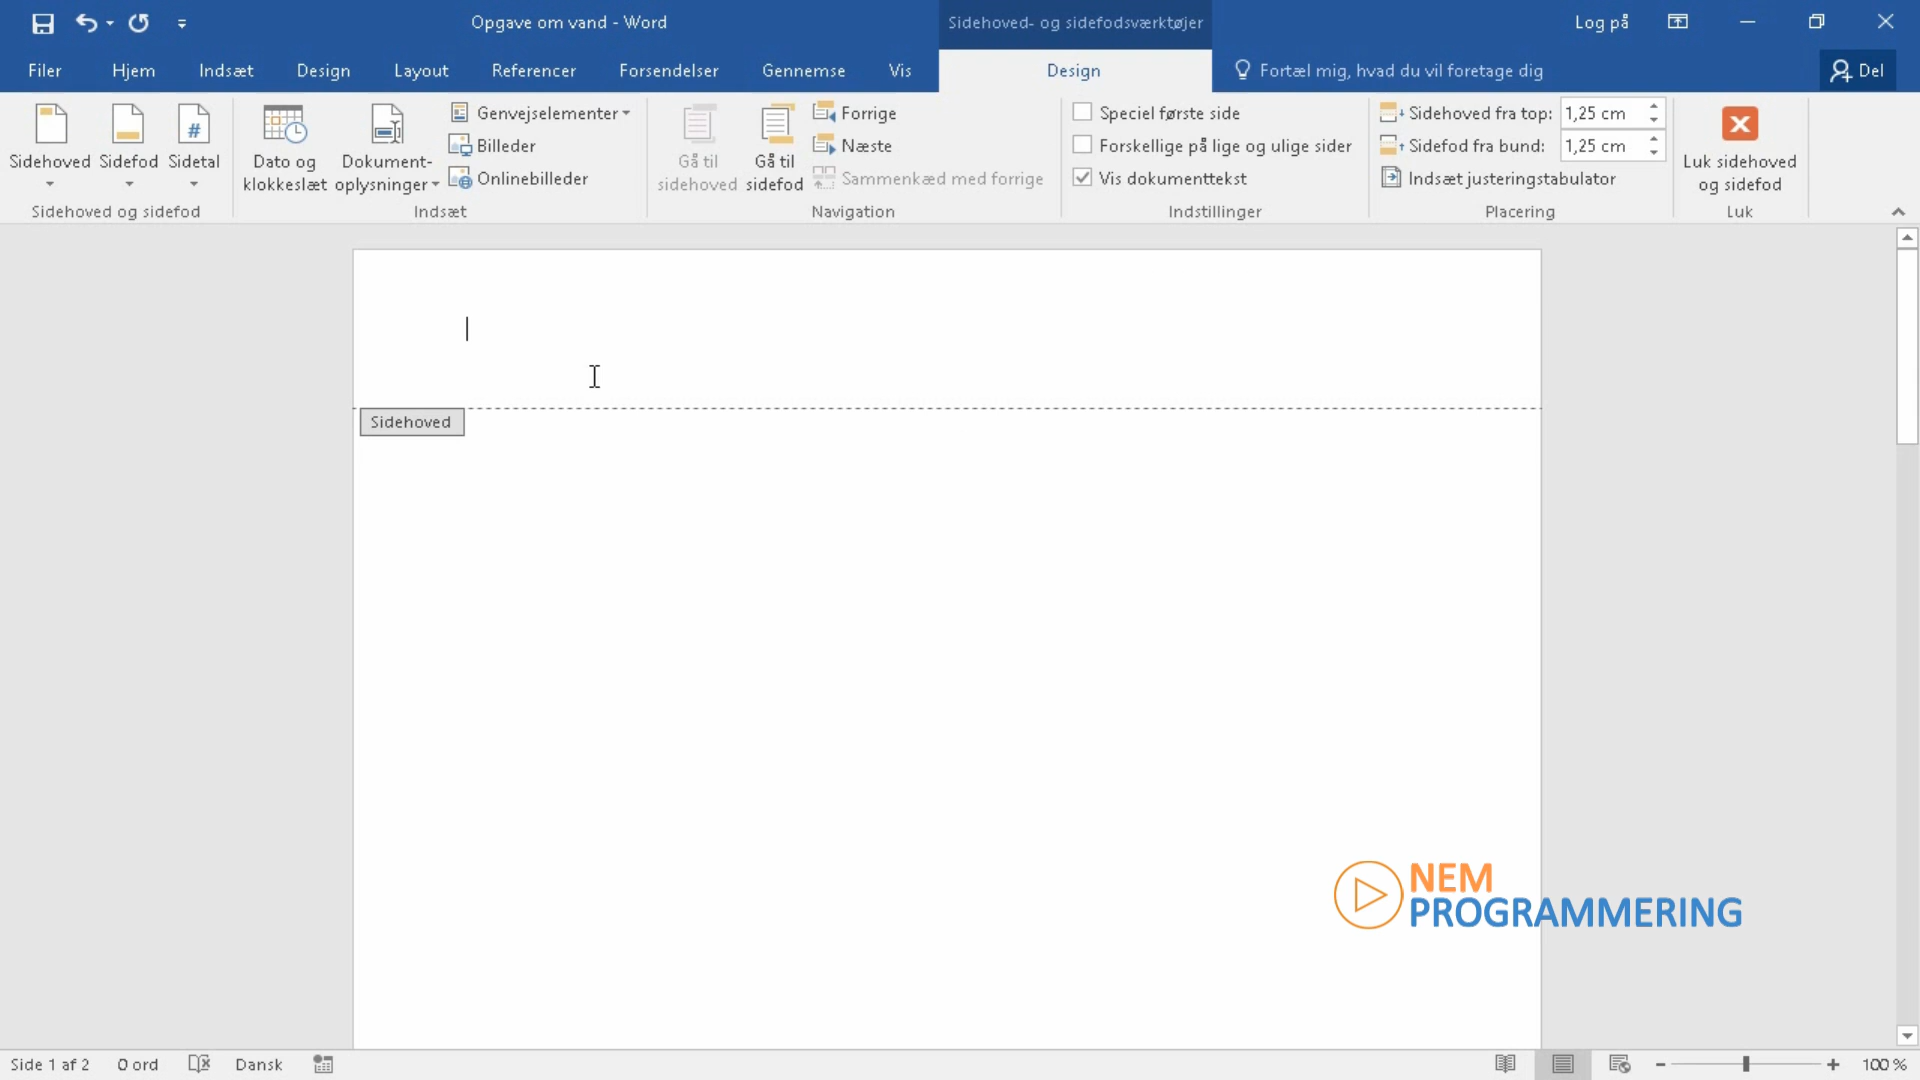 Opgave om vand - Word
Sidehoved- og sidefodsværktøjer
Log på
Filer
Hjem
Indsæt
Design
Layout
Referencer
Forsendelser
Gennemse
Vis
Design
Fortæl mig, hvad du vil foretage dig
Del
Sidehoved
Sidefod
Sidetal
Sidehoved og sidefod
Dato og
klokkeslæt
Dokument-
oplysninger
Genvejselementer
Billeder
Onlinebilleder
Indsæt
Gå til
sidehoved
Gå til
sidefod
Forrige
Næste
Sammenkæd med forrige
Navigation
Speciel første side
Forskellige på lige og ulige sider
Vis dokumenttekst
Indstillinger
Sidehoved fra top: 1,25 cm
Sidefod fra bund: 1,25 cm
Indsæt justeringstabulator
Placering
Luk sidehoved
og sidefod
Luk
Sidehoved
NEM
PROGRAMMERING
Side 1 af 2
0 ord
Dansk
100 %